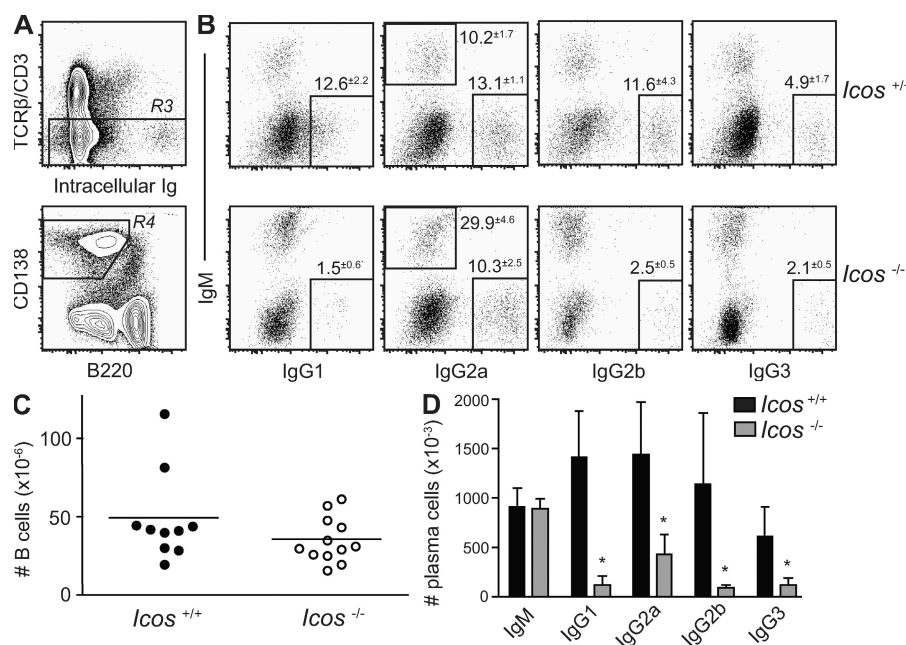 A
TCRβ/CD3
R3
Intracellular Ig
CD138
R4
B220
B
IgM
12.6±2.2
10.2±1.7
13.1±1.1
11.6±4.3
4.9±1.7
Icos +/+
1.5±0.6
29.9±4.6
10.3±2.5
2.5±0.5
2.1±0.5
Icos -/-
IgG1
IgG2a
IgG2b
IgG3
C
# B cells (x10-6)
100
50
0
Icos +/+
Icos -/-
D
# plasma cells (x10-3)
2000
1500
1000
500
0
Icos +/+
Icos -/-
*
*
*
*
IgM
IgG1
IgG2a
IgG2b
IgG3